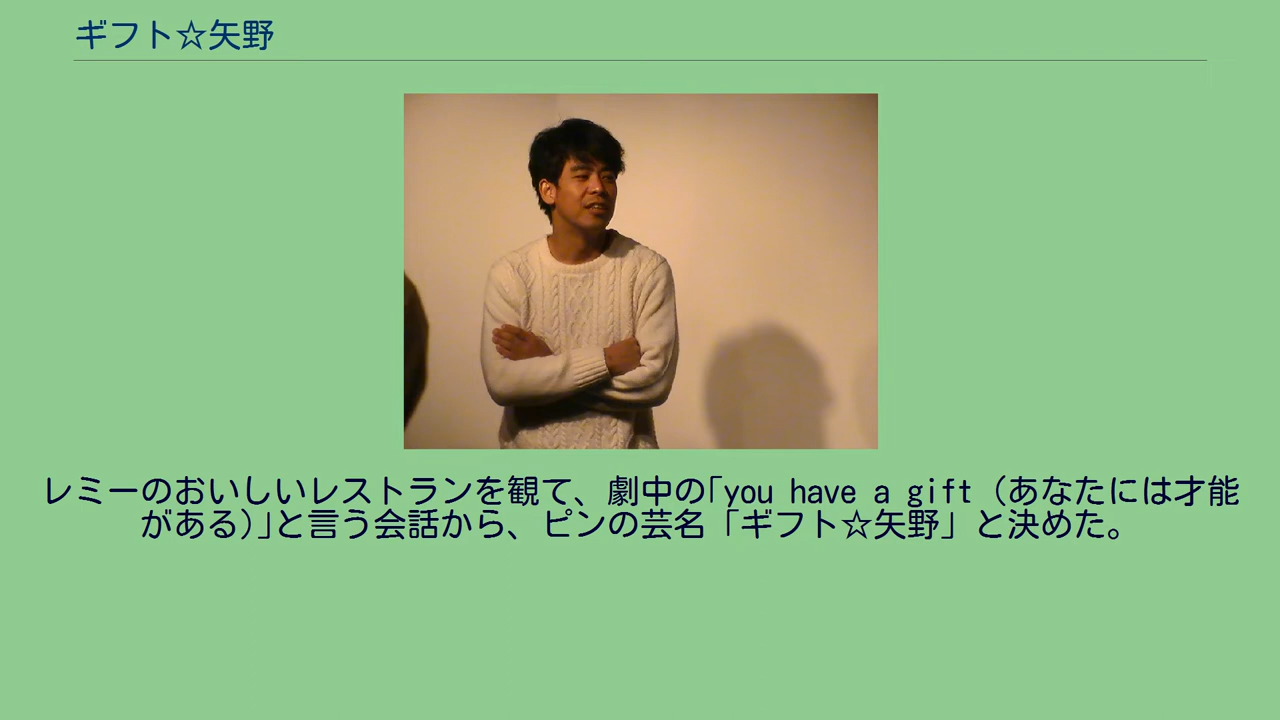 ギフト☆矢野
レミーのおいしいレストランを観て、劇中の｢you have a gift（あなたには才能
がある)｣と言う会話から、ピンの芸名「ギフト☆矢野」と決めた。